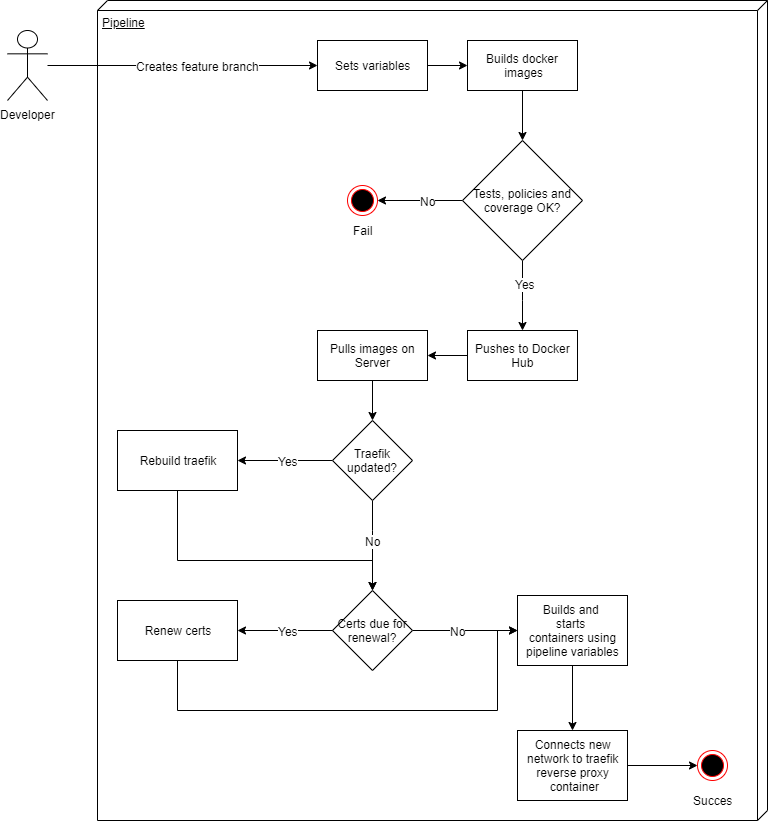 Pipeline
Creates feature branch
Sets variables
Builds docker
images
Developer
Tests, policies and
coverage OK?
No
Fail
Yes
Pulls images on
Server
Pushes to Docker
Hub
Rebuild traefik
Yes
Traefik
updated?
No
Renew certs
Yes
Certs due for
renewal?
No
Builds and
starts
containers using
pipeline variables
Connects new
network to traefik
reverse proxy
container
Succes